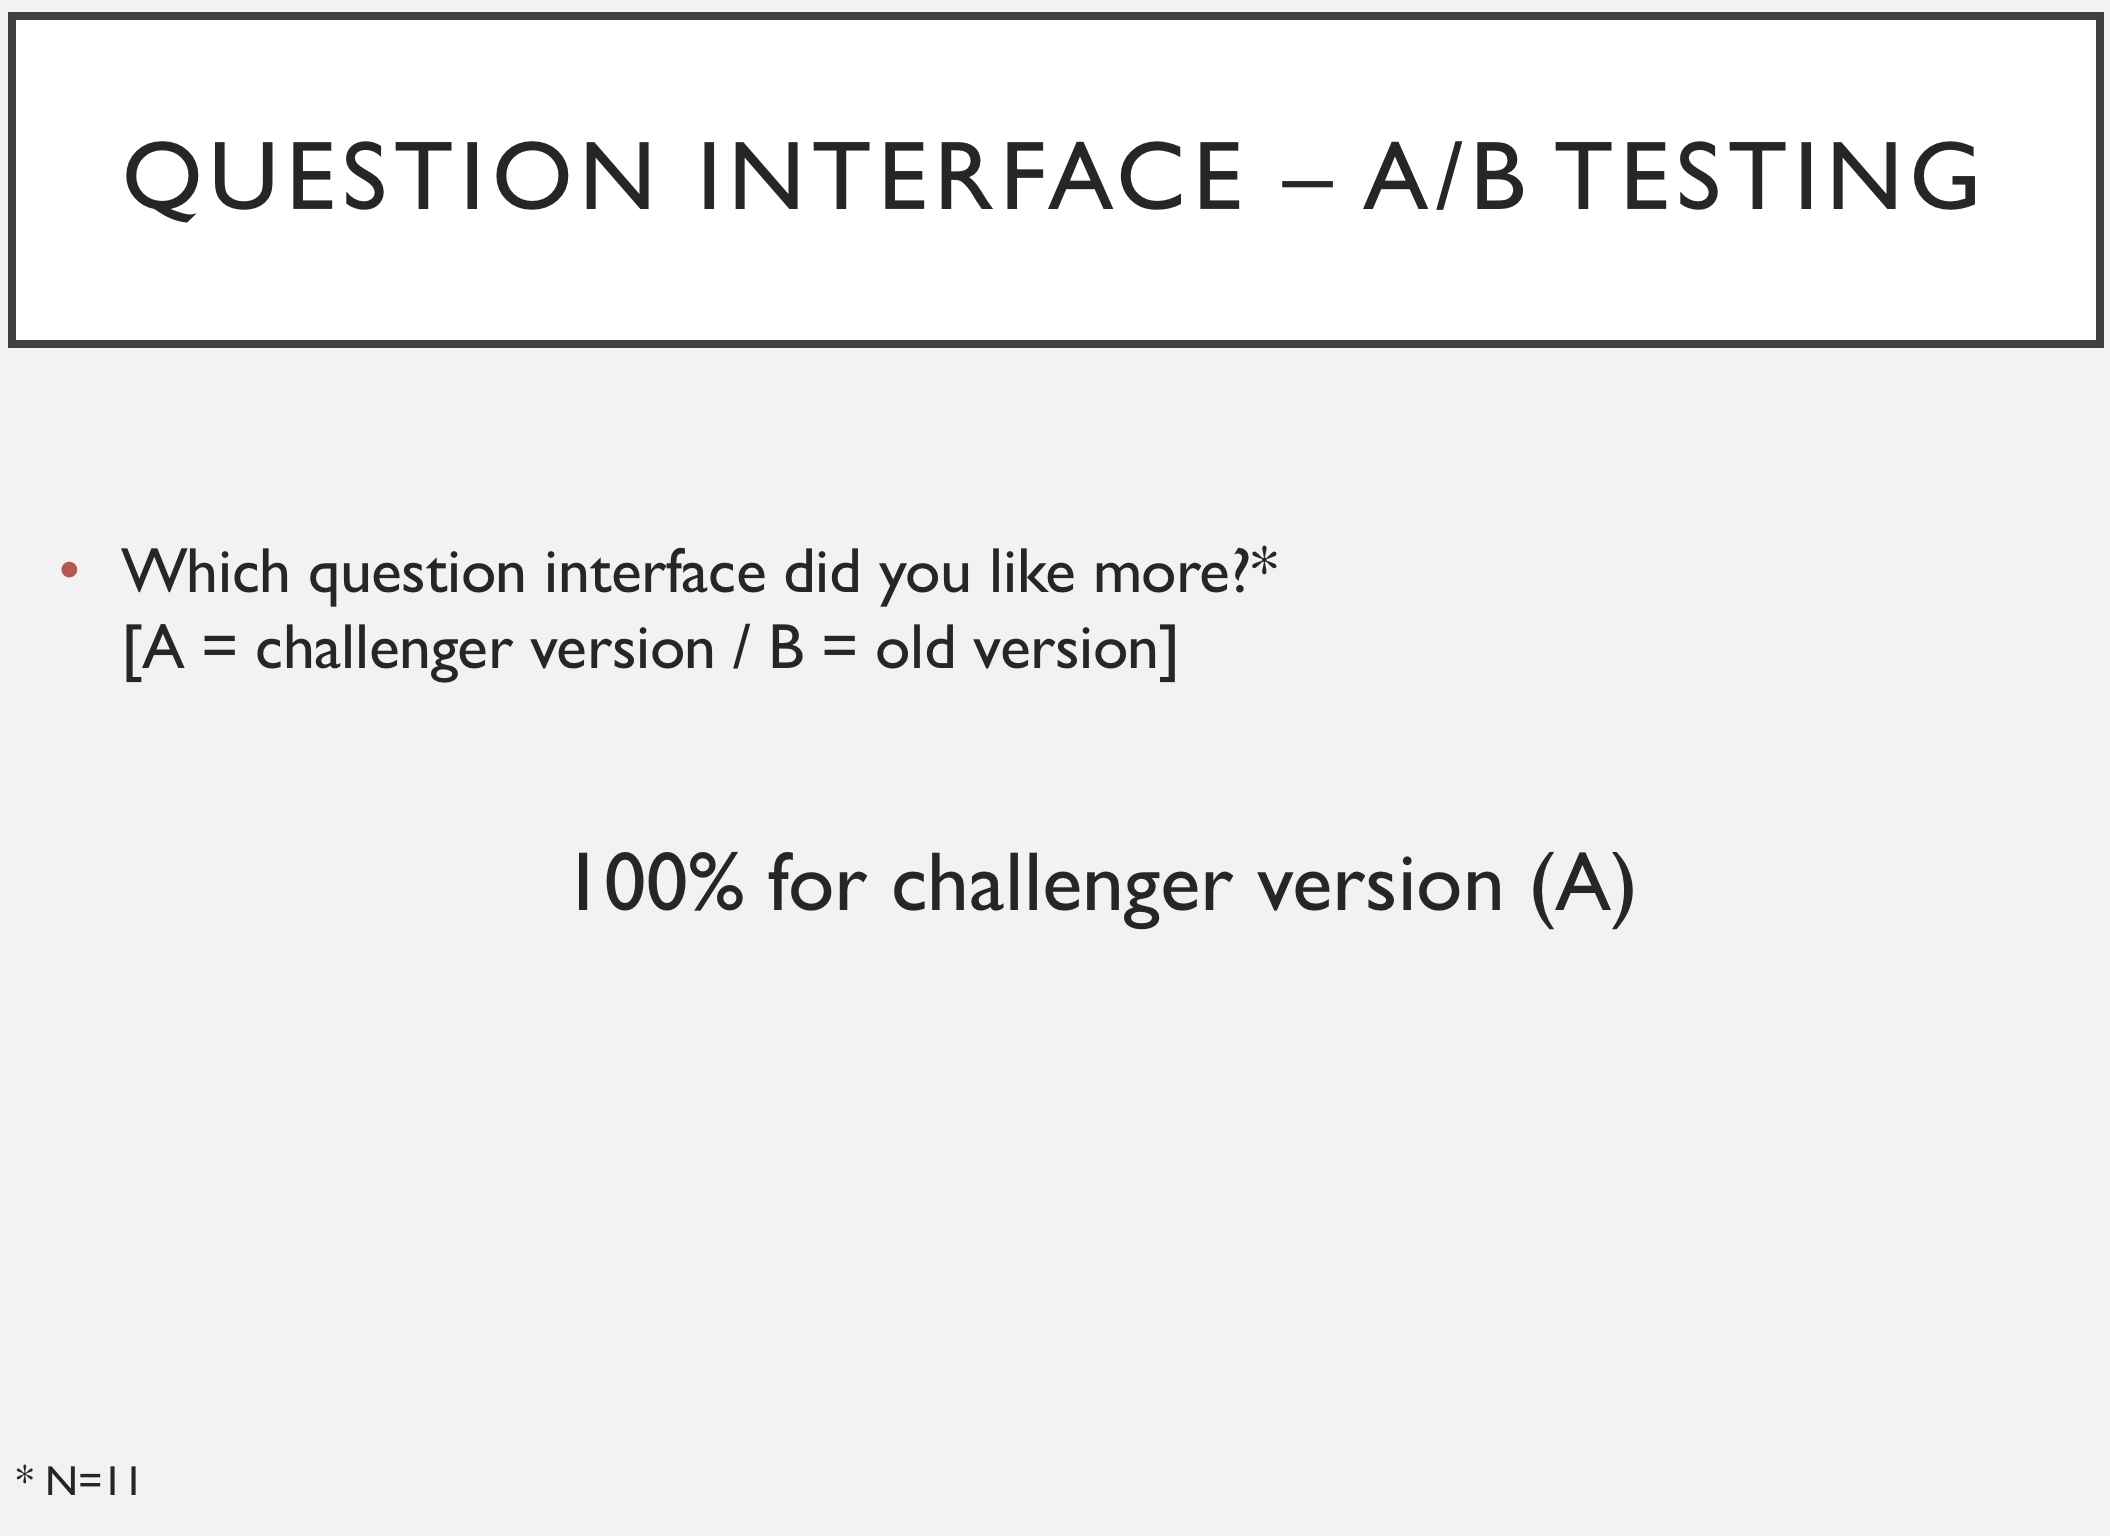 QUESTION INTERFACE – A/B TESTING
• Which question interface did you like more?*
[A = challenger version / B = old version]
100% for challenger version (A)
* N=11